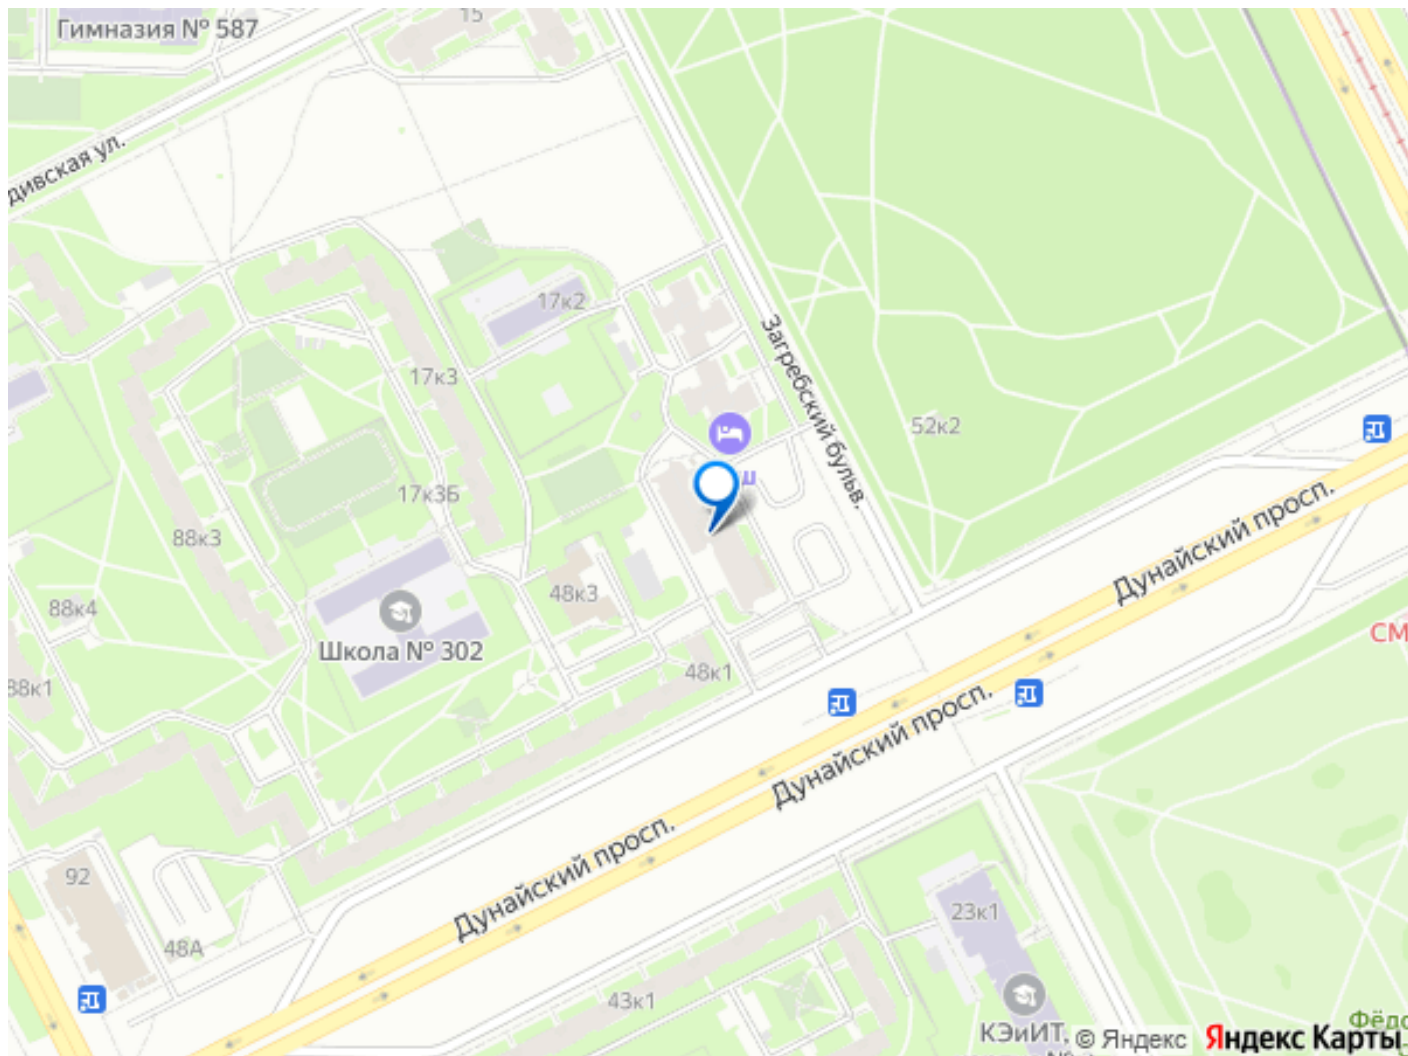 Гимназия № 587
15
дивская ул.
17к2
Загребский бульв.
17к3
52к2
17к3Б
88к3
Дунайский просп.
48к3
88к4
СМ
Школа № 302
48к1
88к1
Дунайский просп.
Дунайский просп.
92
23к1
48А
43к1
КЭиИТ,
Фёдо
© Яндекс
Яндекс Карты